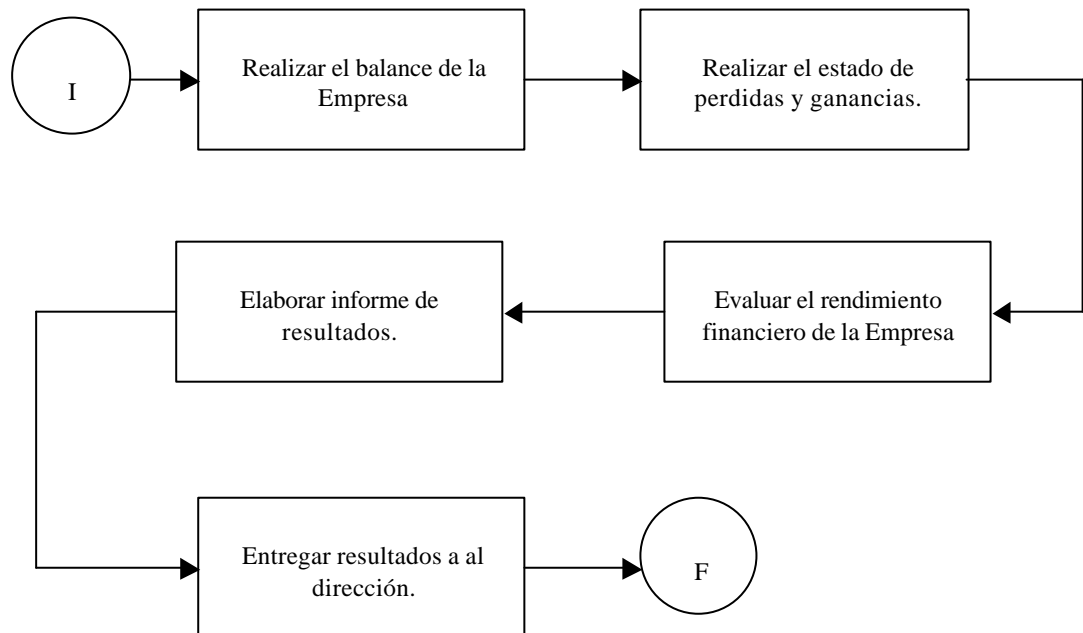 I
Realizar el balance de la
Empresa
Realizar el estado de
perdidas y ganancias.
Evaluar el rendimiento
financiero de la Empresa
Elaborar informe de
resultados.
Entregar resultados a al
dirección.
F